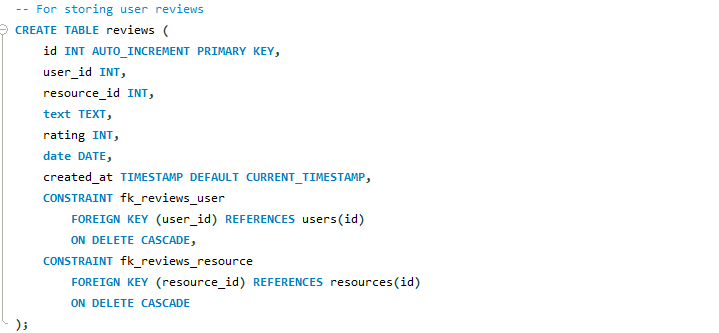 -- For storing user reviews
CREATE TABLE reviews (
id INT AUTO_INCREMENT PRIMARY KEY,
user_id INT,
resource_id INT,
text TEXT,
rating INT,
date DATE,
created_at TIMESTAMP DEFAULT CURRENT_TIMESTAMP,
CONSTRAINT fk_reviews_user
FOREIGN KEY (user_id) REFERENCES users(id)
ON DELETE CASCADE,
CONSTRAINT fk_reviews_resource
FOREIGN KEY (resource_id) REFERENCES resources(id)
ON DELETE CASCADE
);